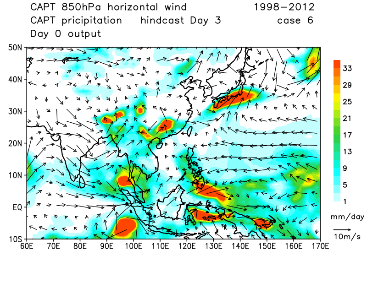 CAPT 850hPa horizontal wind 1998-2012
CAPT pricipitation hindcast Day 3 case 6
Day 0 output
50N
40N
30N
20N
10N
EQ
10S
60E 70E 80E 90E 100E 110E 120E 130E 140E 150E 160E 170E
33
29
25
21
17
13
9
5
1
mm/day
10m/s